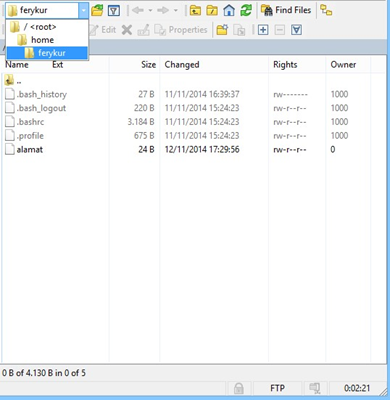 ferykur
/ <root>
home
ferykur
Find Files
Edit Properties
Name Ext Size Changed Rights Owner
..
.bash_history 27 B 11/11/2014 16:39:37 rw------- 1000
.bash_logout 220 B 11/11/2014 15:24:23 rw-r--r-- 1000
.bashrc 3.184 B 11/11/2014 15:24:23 rw-r--r-- 1000
.profile 675 B 11/11/2014 15:24:23 rw-r--r-- 1000
alamat 24 B 12/11/2014 17:29:56 rw-r--r-- 0
0 B of 4.130 B in 0 of 5
FTP 0:02:21